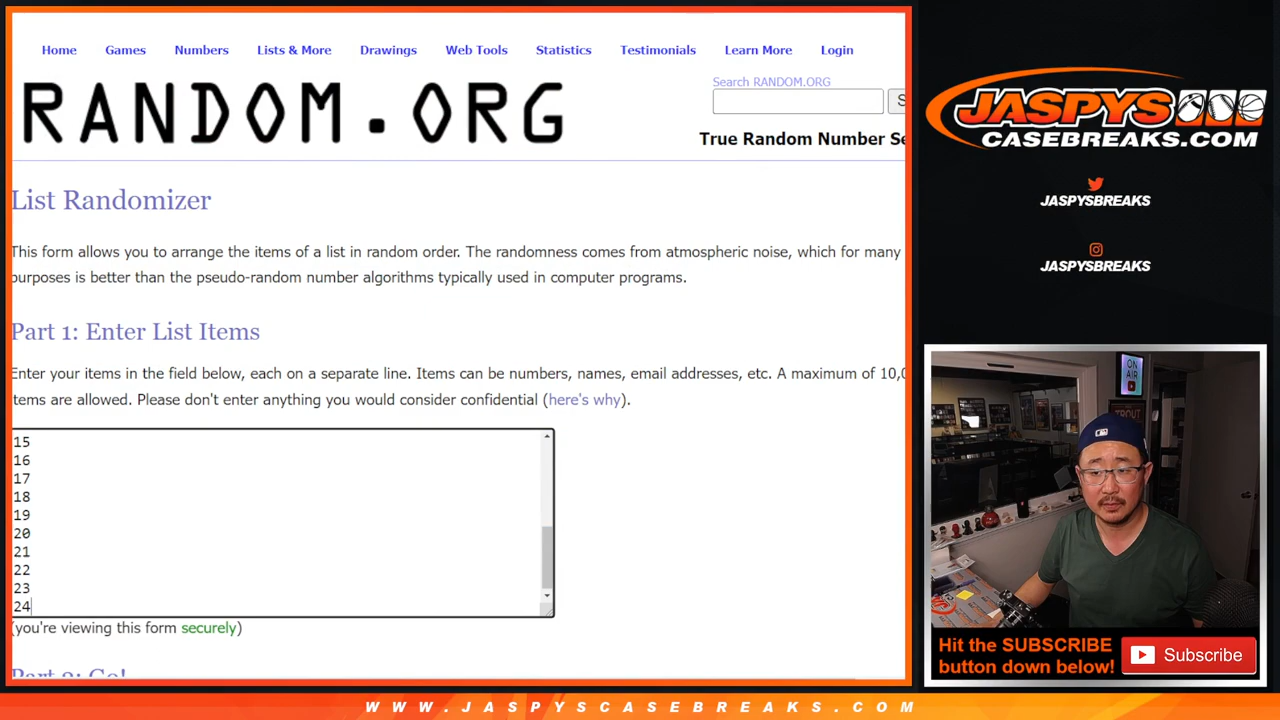 Home Games Numbers Lists & More Drawings Web Tools Statistics Testimonials Learn More Login
RANDOM.ORG
Search RANDOM.ORG
S
True Random Number Se
List Randomizer
This form allows you to arrange the items of a list in random order. The randomness comes from atmospheric noise, which for many
purposes is better than the pseudo-random number algorithms typically used in computer programs.
Part 1: Enter List Items
Enter your items in the field below, each on a separate line. Items can be numbers, names, email addresses, etc. A maximum of 10,0
tems are allowed. Please don't enter anything you would consider confidential (here's why).
15
16
17
18
19
20
21
22
23
24
(you're viewing this form securely)
Part 2: Go!
JASPYS
CASEBREAKS.COM
JASPYSBREAKS
JASPYSBREAKS
ON
AIR
TROUT
Hit the SUBSCRIBE
button down below!
Subscribe
WWW.JASPYSCASEBREAKS.COM